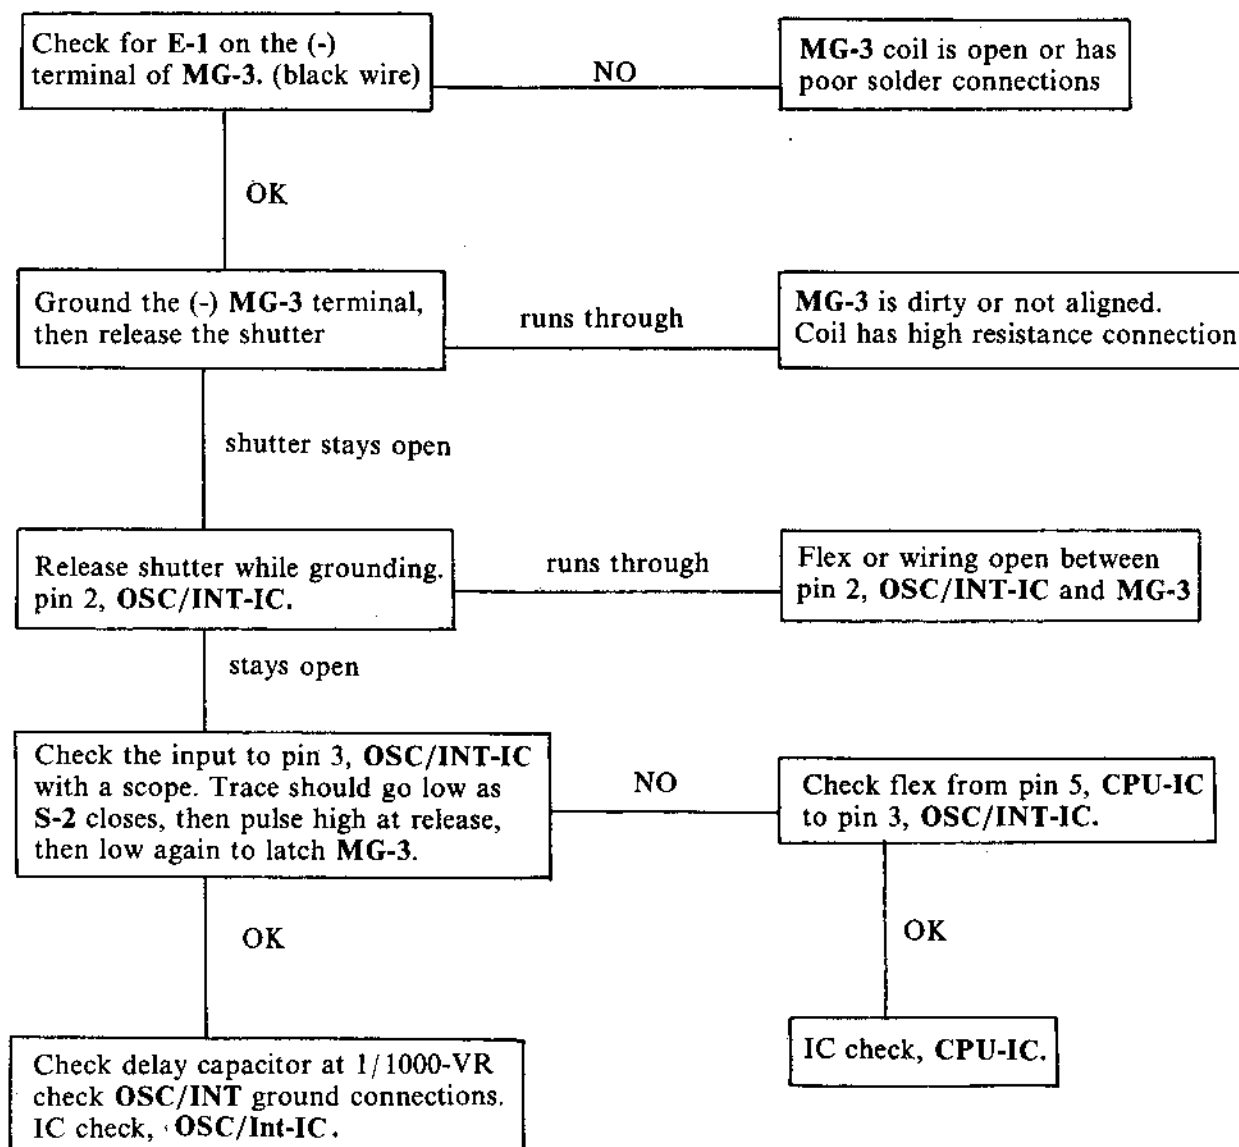 Check for E-1 on the (-)
terminal of MG-3. (black wire)
NO
MG-3 coil is open or has
poor solder connections
OK
Ground the (-) MG-3 terminal,
then release the shutter
runs through
MG-3 is dirty or not aligned.
Coil has high resistance connection
shutter stays open
Release shutter while grounding.
pin 2, OSC/INT-IC.
runs through
Flex or wiring open between
pin 2, OSC/INT-IC and MG-3
stays open
Check the input to pin 3, OSC/INT-IC
with a scope. Trace should go low as
S-2 closes, then pulse high at release,
then low again to latch MG-3.
NO
Check flex from pin 5, CPU-IC
to pin 3, OSC/INT-IC.
OK
OK
Check delay capacitor at 1/1000-VR
check OSC/INT ground connections.
IC check, OSC/Int-IC.
IC check, CPU-IC.